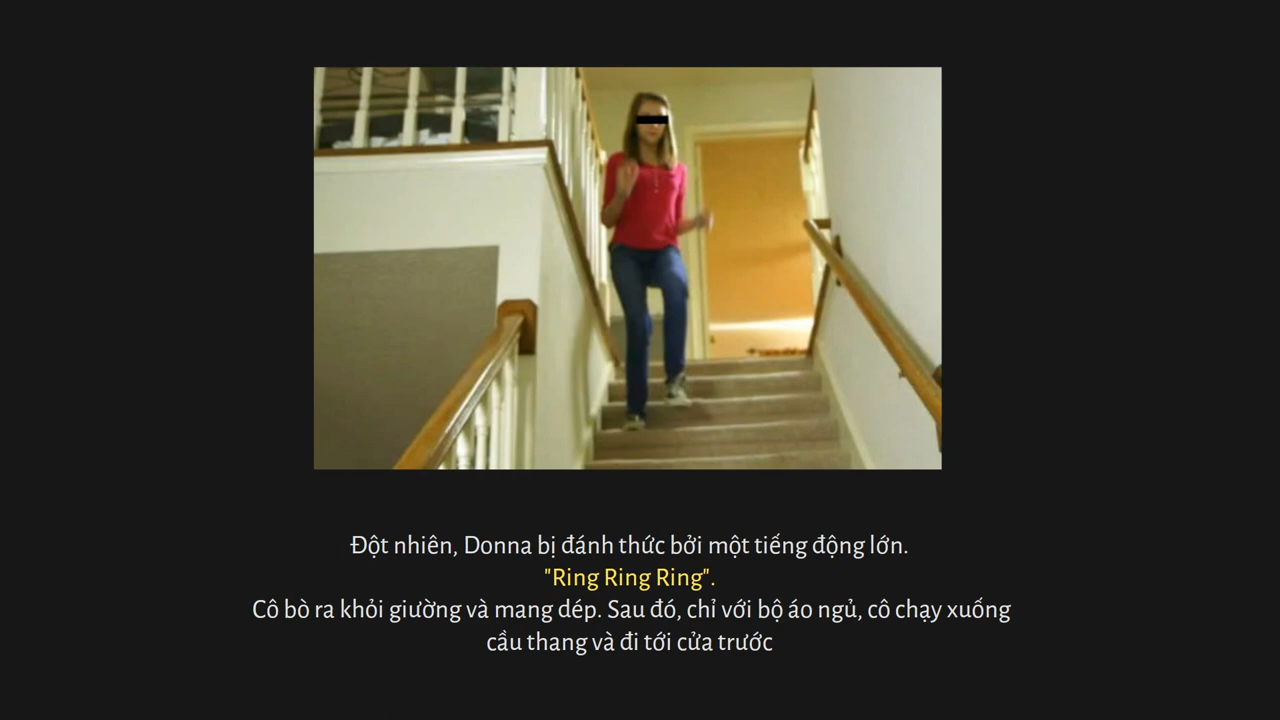 Đột nhiên, Donna bị đánh thức bởi một tiếng động lớn.
"Ring Ring Ring".
Cô bò ra khỏi giường và mang dép. Sau đó, chỉ với bộ áo ngủ, cô chạy xuống
cầu thang và đi tới cửa trước